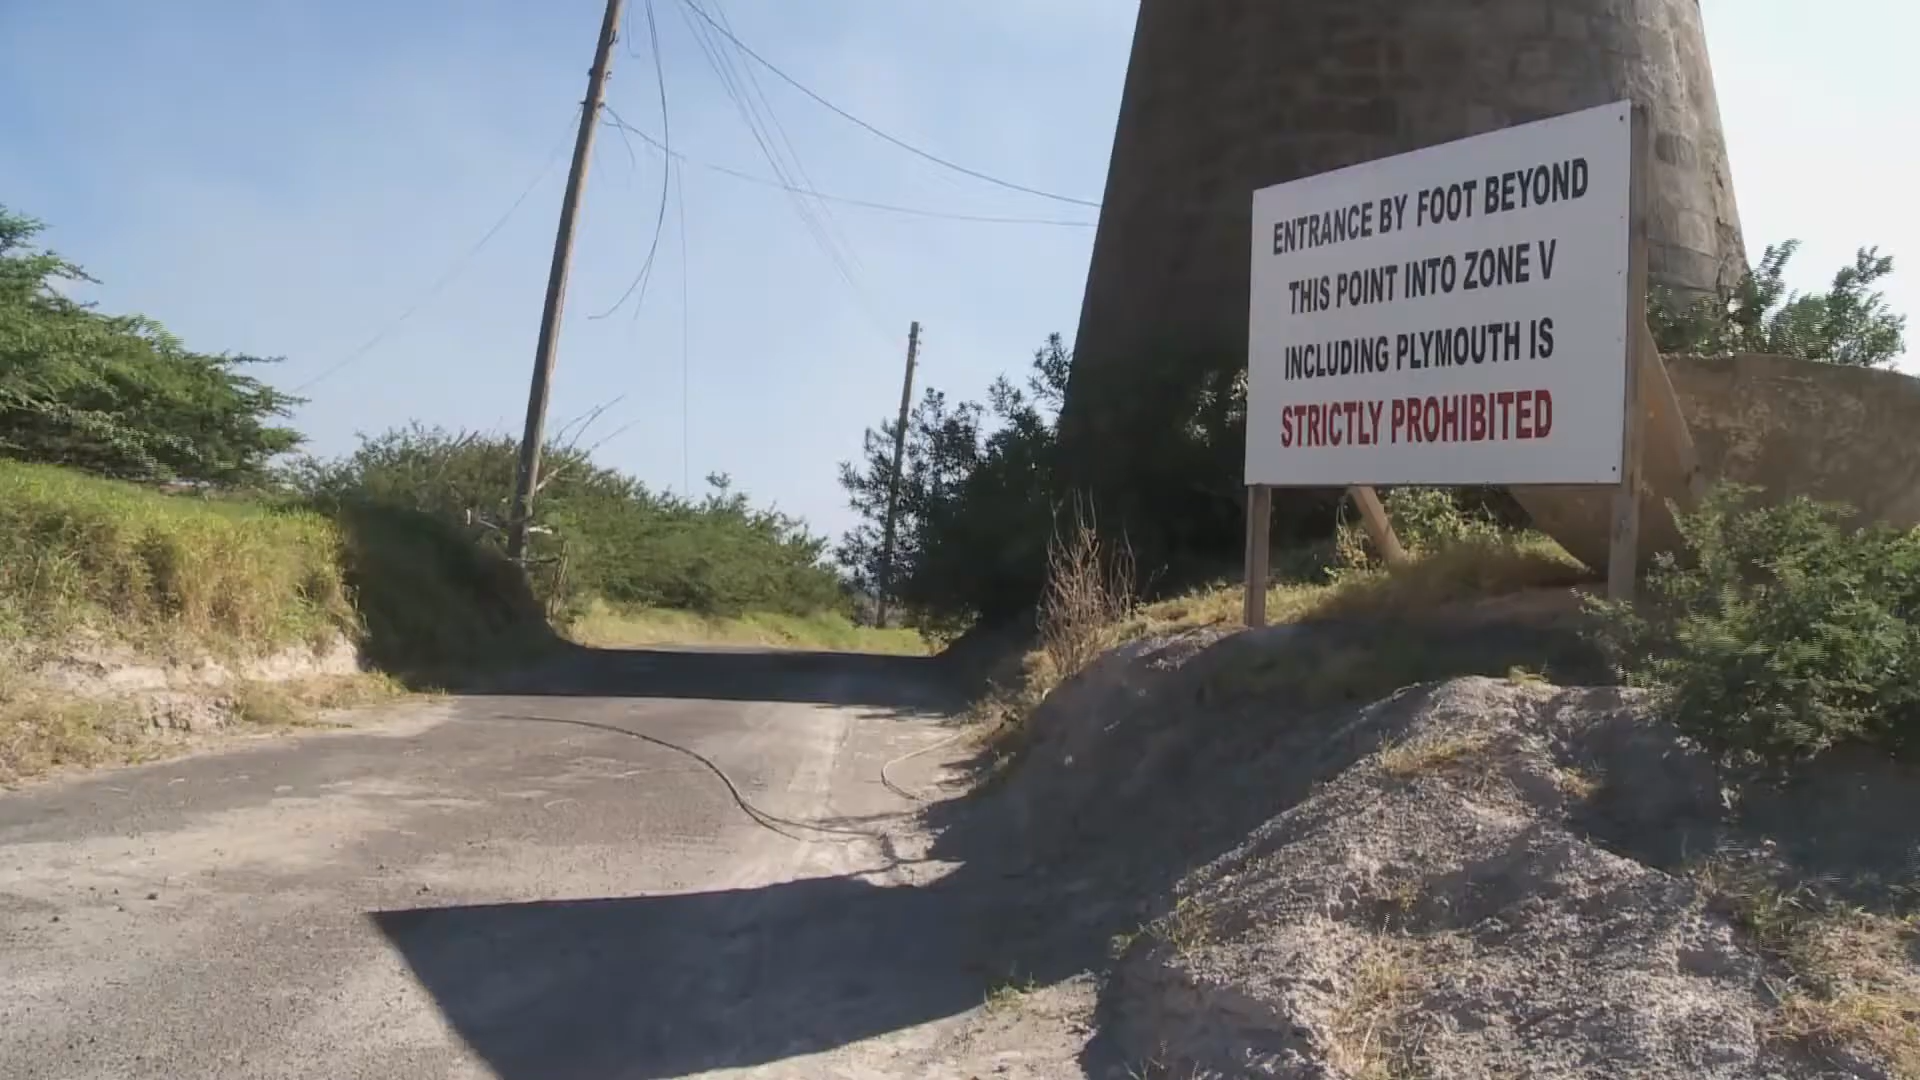 ENTRANCE BY FOOT BEYOND
THIS POINT INTO ZONE V
INCLUDING PLYMOUTH IS
STRICTLY PROHIBITED